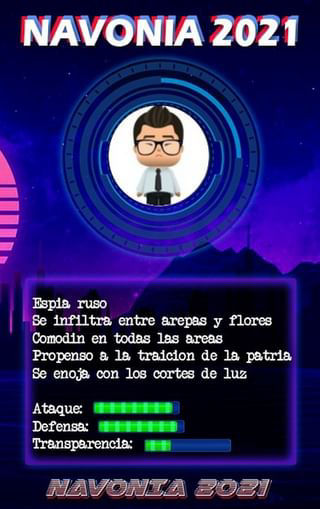 NAVONIA 2021
Espia ruso
Se infiltra entre arepas y flores
Comodin en todas las areas
Propenso a la traicion de la patria
Se enoja con los cortes de luz
Ataque:
Defensa:
Transparencia:
NAVONIA 2021